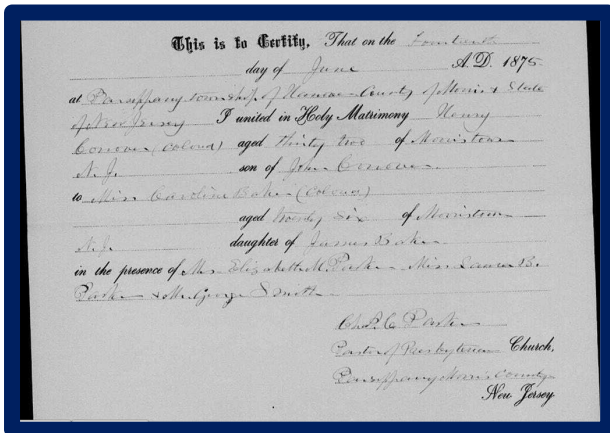 This is to Certify, That on the Fourteenth
day of June A.D. 1875
at Parsippany township of Hanover County of Morris & State
of New Jersey I united in Holy Matrimony Henry
Conover (Colored) aged thirty two of Morristown
N.J. son of John Conover
to Miss Caroline Baker (Colored)
aged twenty six of Morristown
N.J. daughter of James Baker
in the presence of Mrs Elizabeth M. Parker Miss Laura B.
Parker & Mr George Smith
Parker
Pastor of Presbyterian Church,
Parsippany Morris County
New Jersey